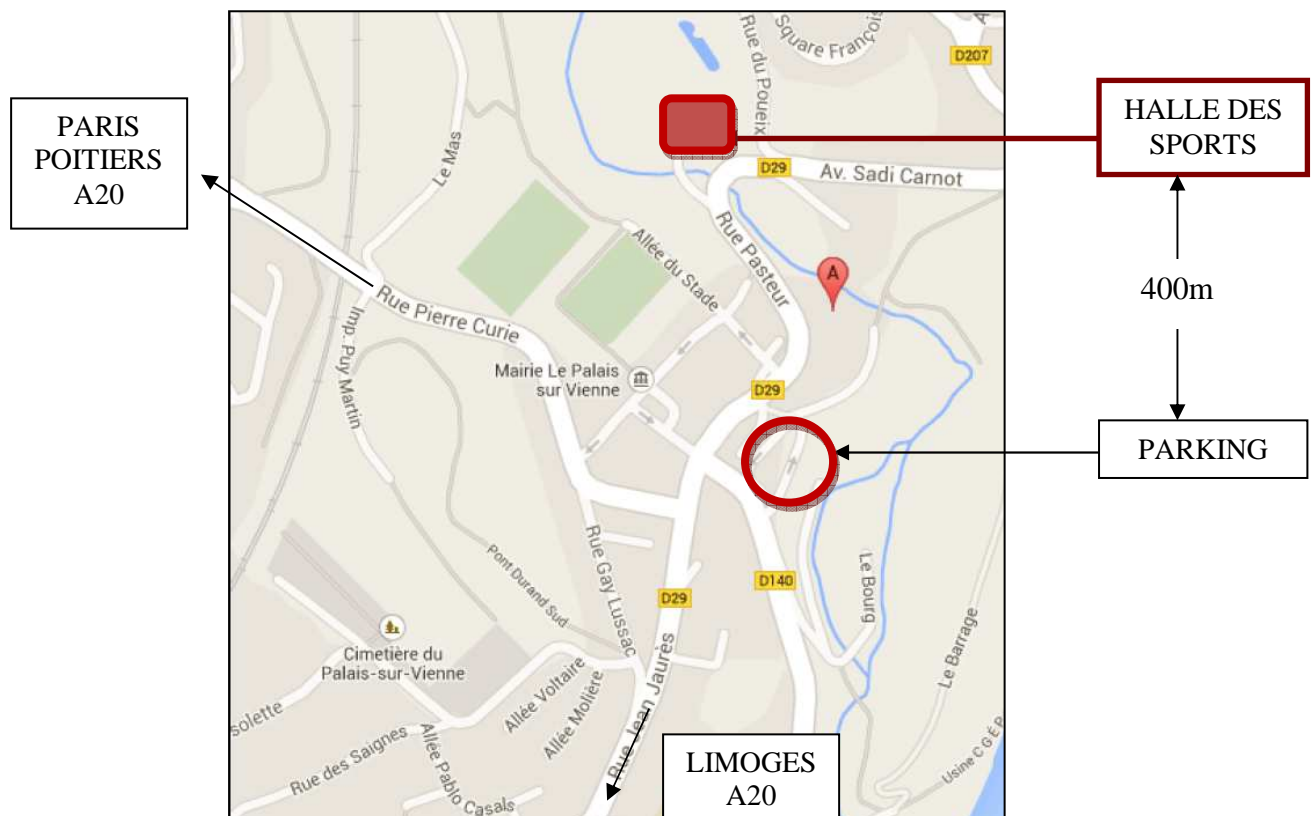 Square François
A
D207
Rue du Poueix
HALLE DES
SPORTS
PARIS
POITIERS
A20
Le Mas
D29
Av. Sadi Carnot
Allée du Stade
Rue Pasteur
A
400m
Rue Pierre Curie
Imp. Puy Martin
Mairie Le Palais
sur Vienne
D29
PARKING
Rue Gay Lussac
Pont Durand Sud
D29
D140
Le Bourg
Le Barrage
Cimetière du
Palais-sur-Vienne
Allée Voltaire
Allée Molière
Rue Jean Jaurès
solette
Rue des Saignes
Allée Pablo Casals
LIMOGES
A20
Usine C G É P